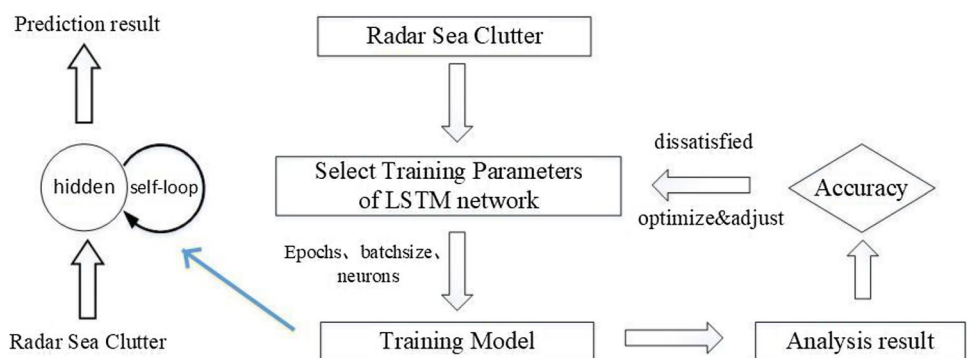 Prediction result
Radar Sea Clutter
dissatisfied
hidden
self-loop
Select Training Parameters
of LSTM network
Accuracy
optimize&adjust
Epochs、batchsize、
neurons
Radar Sea Clutter
Training Model
Analysis result